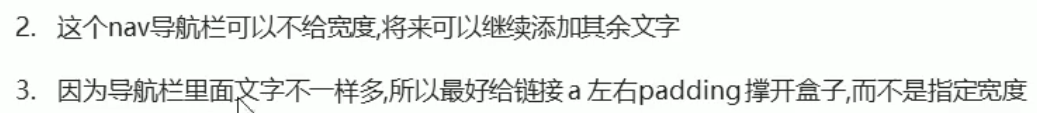 2. 这个nav导航栏可以不给宽度,将来可以继续添加其余文字
3. 因为导航栏里面文字不一样多,所以最好给链接 a 左右padding 撑开盒子,而不是指定宽度